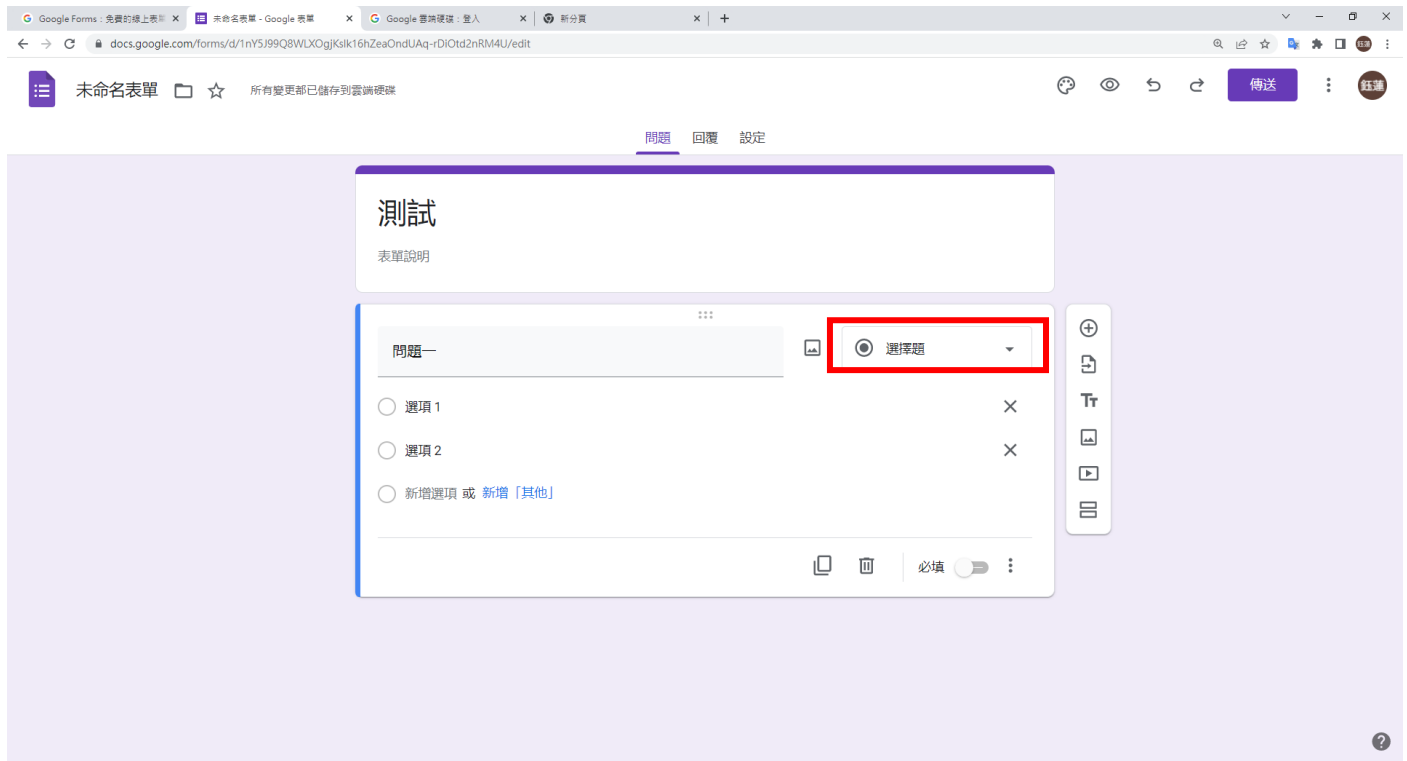 Google Forms：免費的線上表
未命名表單 - Google 表單
Google 雲端硬碟：登入
新分頁
docs.google.com/forms/d/1nY5J99Q8WLXOgjKslk16hZeaOndUAq-rDiOtd2nRM4U/edit
未命名表單
所有變更都已儲存到雲端硬碟
傳送
鈺蓮
問題 回覆 設定
測試
表單說明
問題一
選擇題
選項 1
選項 2
新增選項 或 新增「其他」
必填